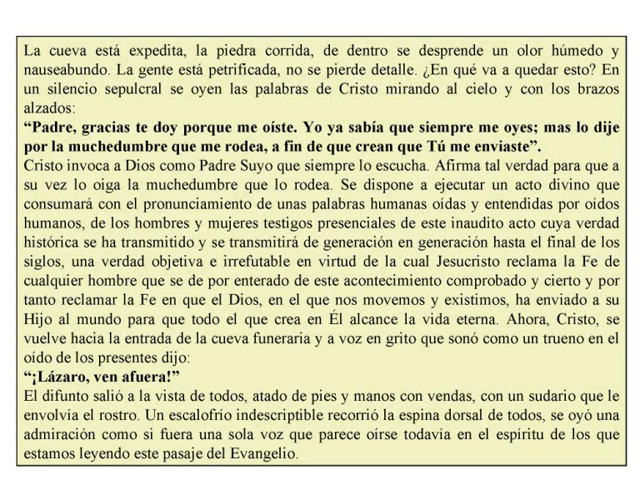 La cueva está expedita, la piedra corrida, de dentro se desprende un olor húmedo y
nauseabundo. La gente está petrificada, no se pierde detalle. ¿En qué va a quedar esto? En
un silencio sepulcral se oyen las palabras de Cristo mirando al cielo y con los brazos
alzados:
“Padre, gracias te doy porque me oíste. Yo ya sabía que siempre me oyes; mas lo dije
por la muchedumbre que me rodea, a fin de que crean que Tú me enviaste”.
Cristo invoca a Dios como Padre Suyo que siempre lo escucha. Afirma tal verdad para que a
su vez lo oiga la muchedumbre que lo rodea. Se dispone a ejecutar un acto divino que
consumará con el pronunciamiento de unas palabras humanas oídas y entendidas por oídos
humanos, de los hombres y mujeres testigos presenciales de este inaudito acto cuya verdad
histórica se ha transmitido y se transmitirá de generación en generación hasta el final de los
siglos, una verdad objetiva e irrefutable en virtud de la cual Jesucristo reclama la Fe de
cualquier hombre que se de por enterado de este acontecimiento comprobado y cierto y por
tanto reclamar la Fe en que el Dios, en el que nos movemos y existimos, ha enviado a su
Hijo al mundo para que todo el que crea en Él alcance la vida eterna. Ahora, Cristo, se
vuelve hacia la entrada de la cueva funeraria y a voz en grito que sonó como un trueno en el
oído de los presentes dijo:
“¡Lázaro, ven afuera!”
El difunto salió a la vista de todos, atado de pies y manos con vendas, con un sudario que le
envolvía el rostro. Un escalofrío indescriptible recorrió la espina dorsal de todos, se oyó una
admiración como si fuera una sola voz que parece oírse todavía en el espíritu de los que
estamos leyendo este pasaje del Evangelio.